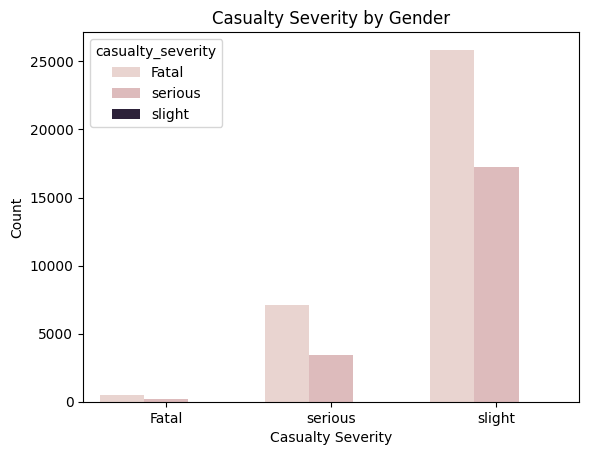 Casualty Severity by Gender
casualty_severity
Fatal
serious
slight
25000
20000
15000
10000
5000
0
Count
Fatal
serious
slight
Casualty Severity